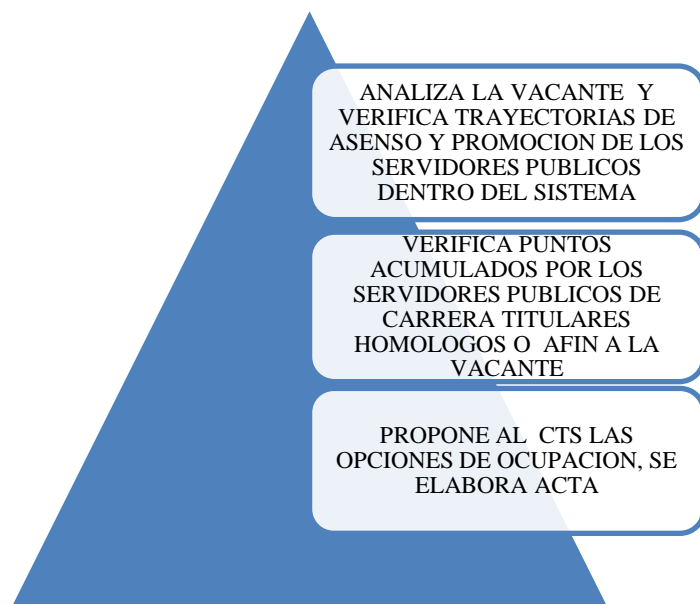 ANALIZA LA VACANTE Y
VERIFICA TRAYECTORIAS DE
ASENSO Y PROMOCION DE LOS
SERVIDORES PUBLICOS
DENTRO DEL SISTEMA
VERIFICA PUNTOS
ACUMULADOS POR LOS
SERVIDORES PUBLICOS DE
CARRERA TITULARES
HOMOLOGOS O AFIN A LA
VACANTE
PROPONE AL CTS LAS
OPCIONES DE OCUPACION, SE
ELABORA ACTA